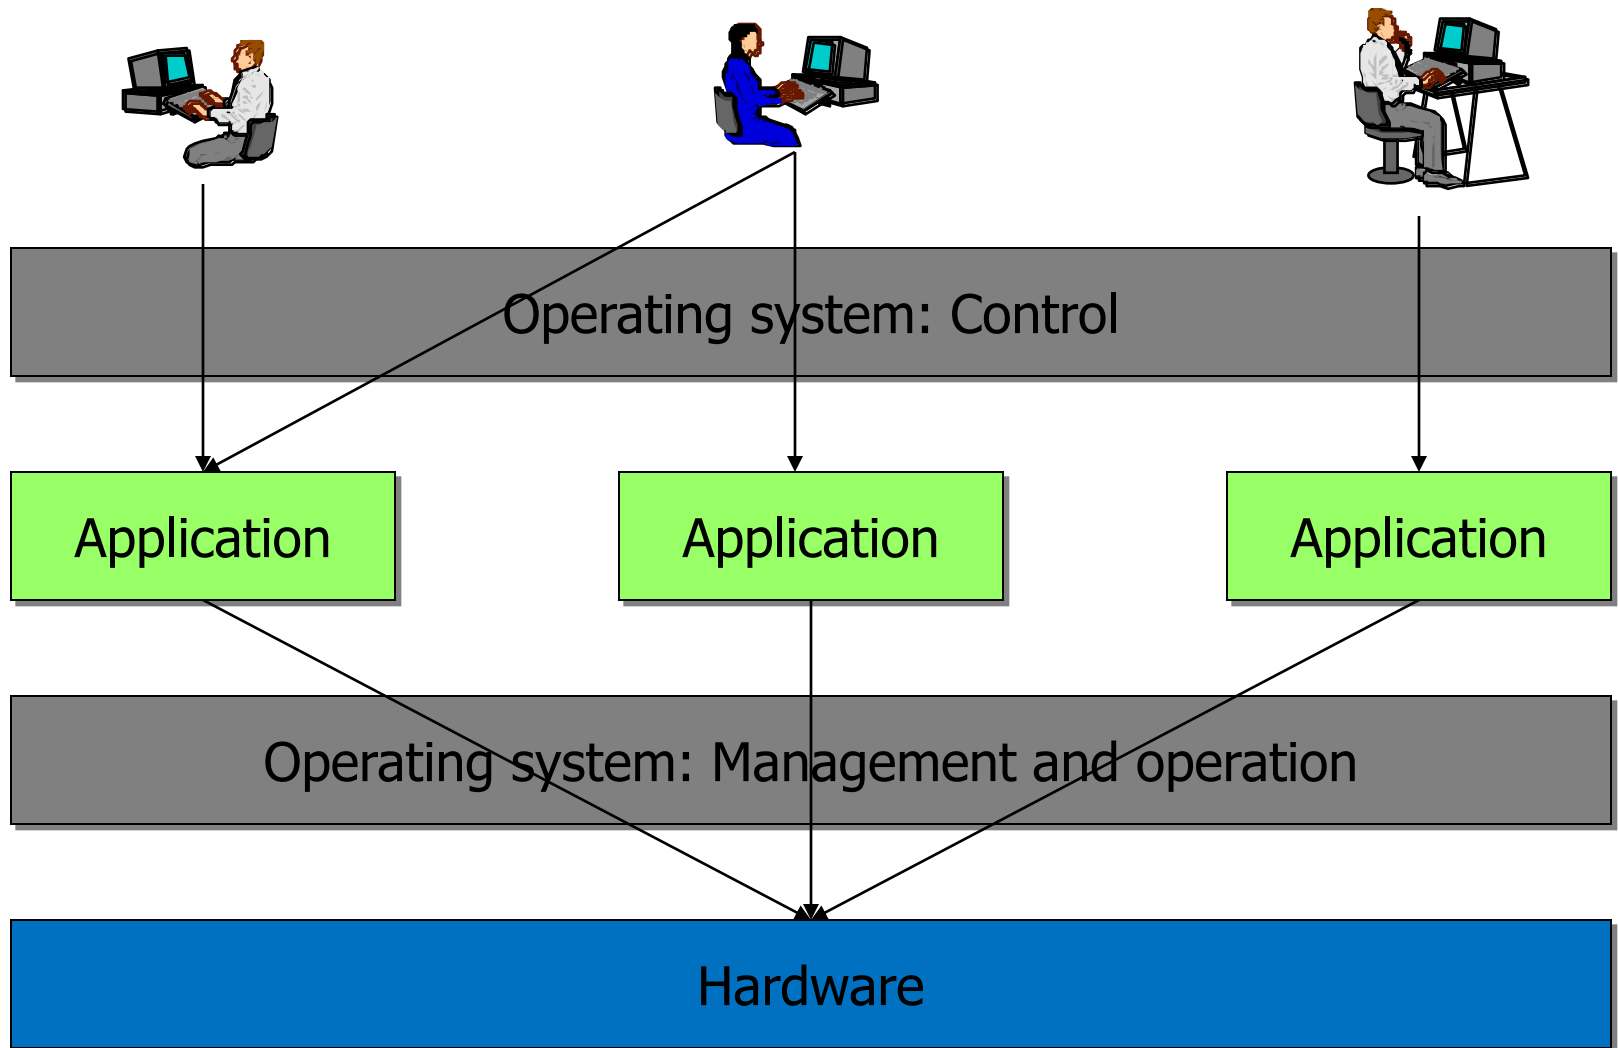 Operating system: Control
Application
Application
Application
Operating system: Management and operation
Hardware